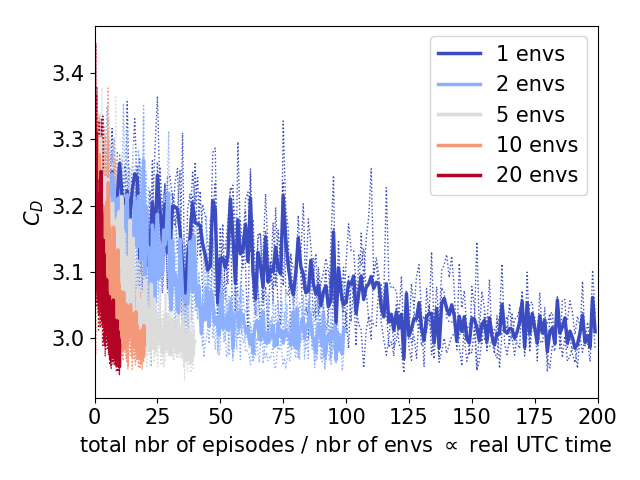 3.4
3.3
3.2
3.1
3.0
C_D
1 envs
2 envs
5 envs
10 envs
20 envs
0 25 50 75 100 125 150 175 200
total nbr of episodes / nbr of envs ∝ real UTC time